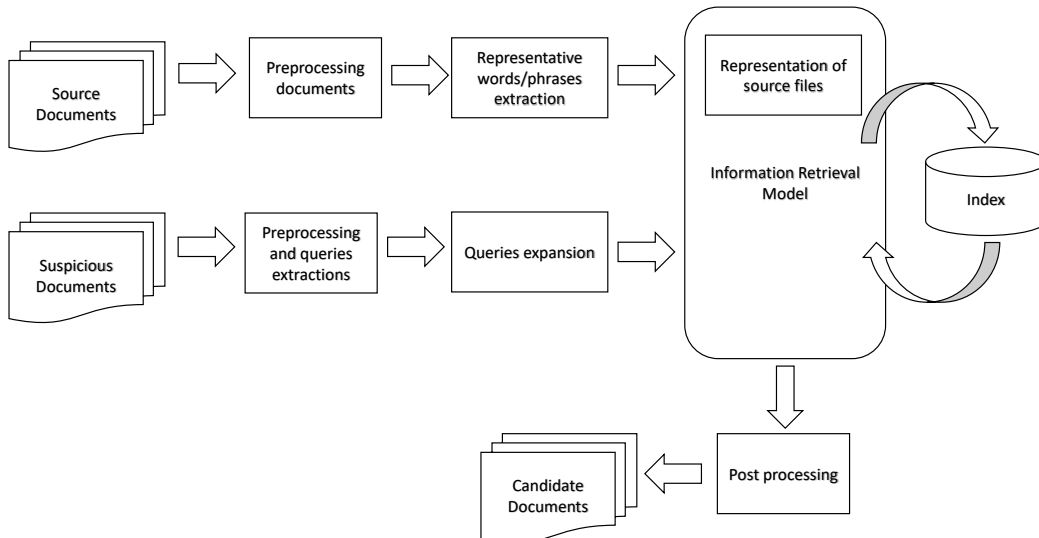 Source
Documents
Preprocessing
documents
Representative
words/phrases
extraction
Representation of
source files
Information Retrieval
Model
Index
Suspicious
Documents
Preprocessing
and queries
extractions
Queries expansion
Post processing
Candidate
Documents